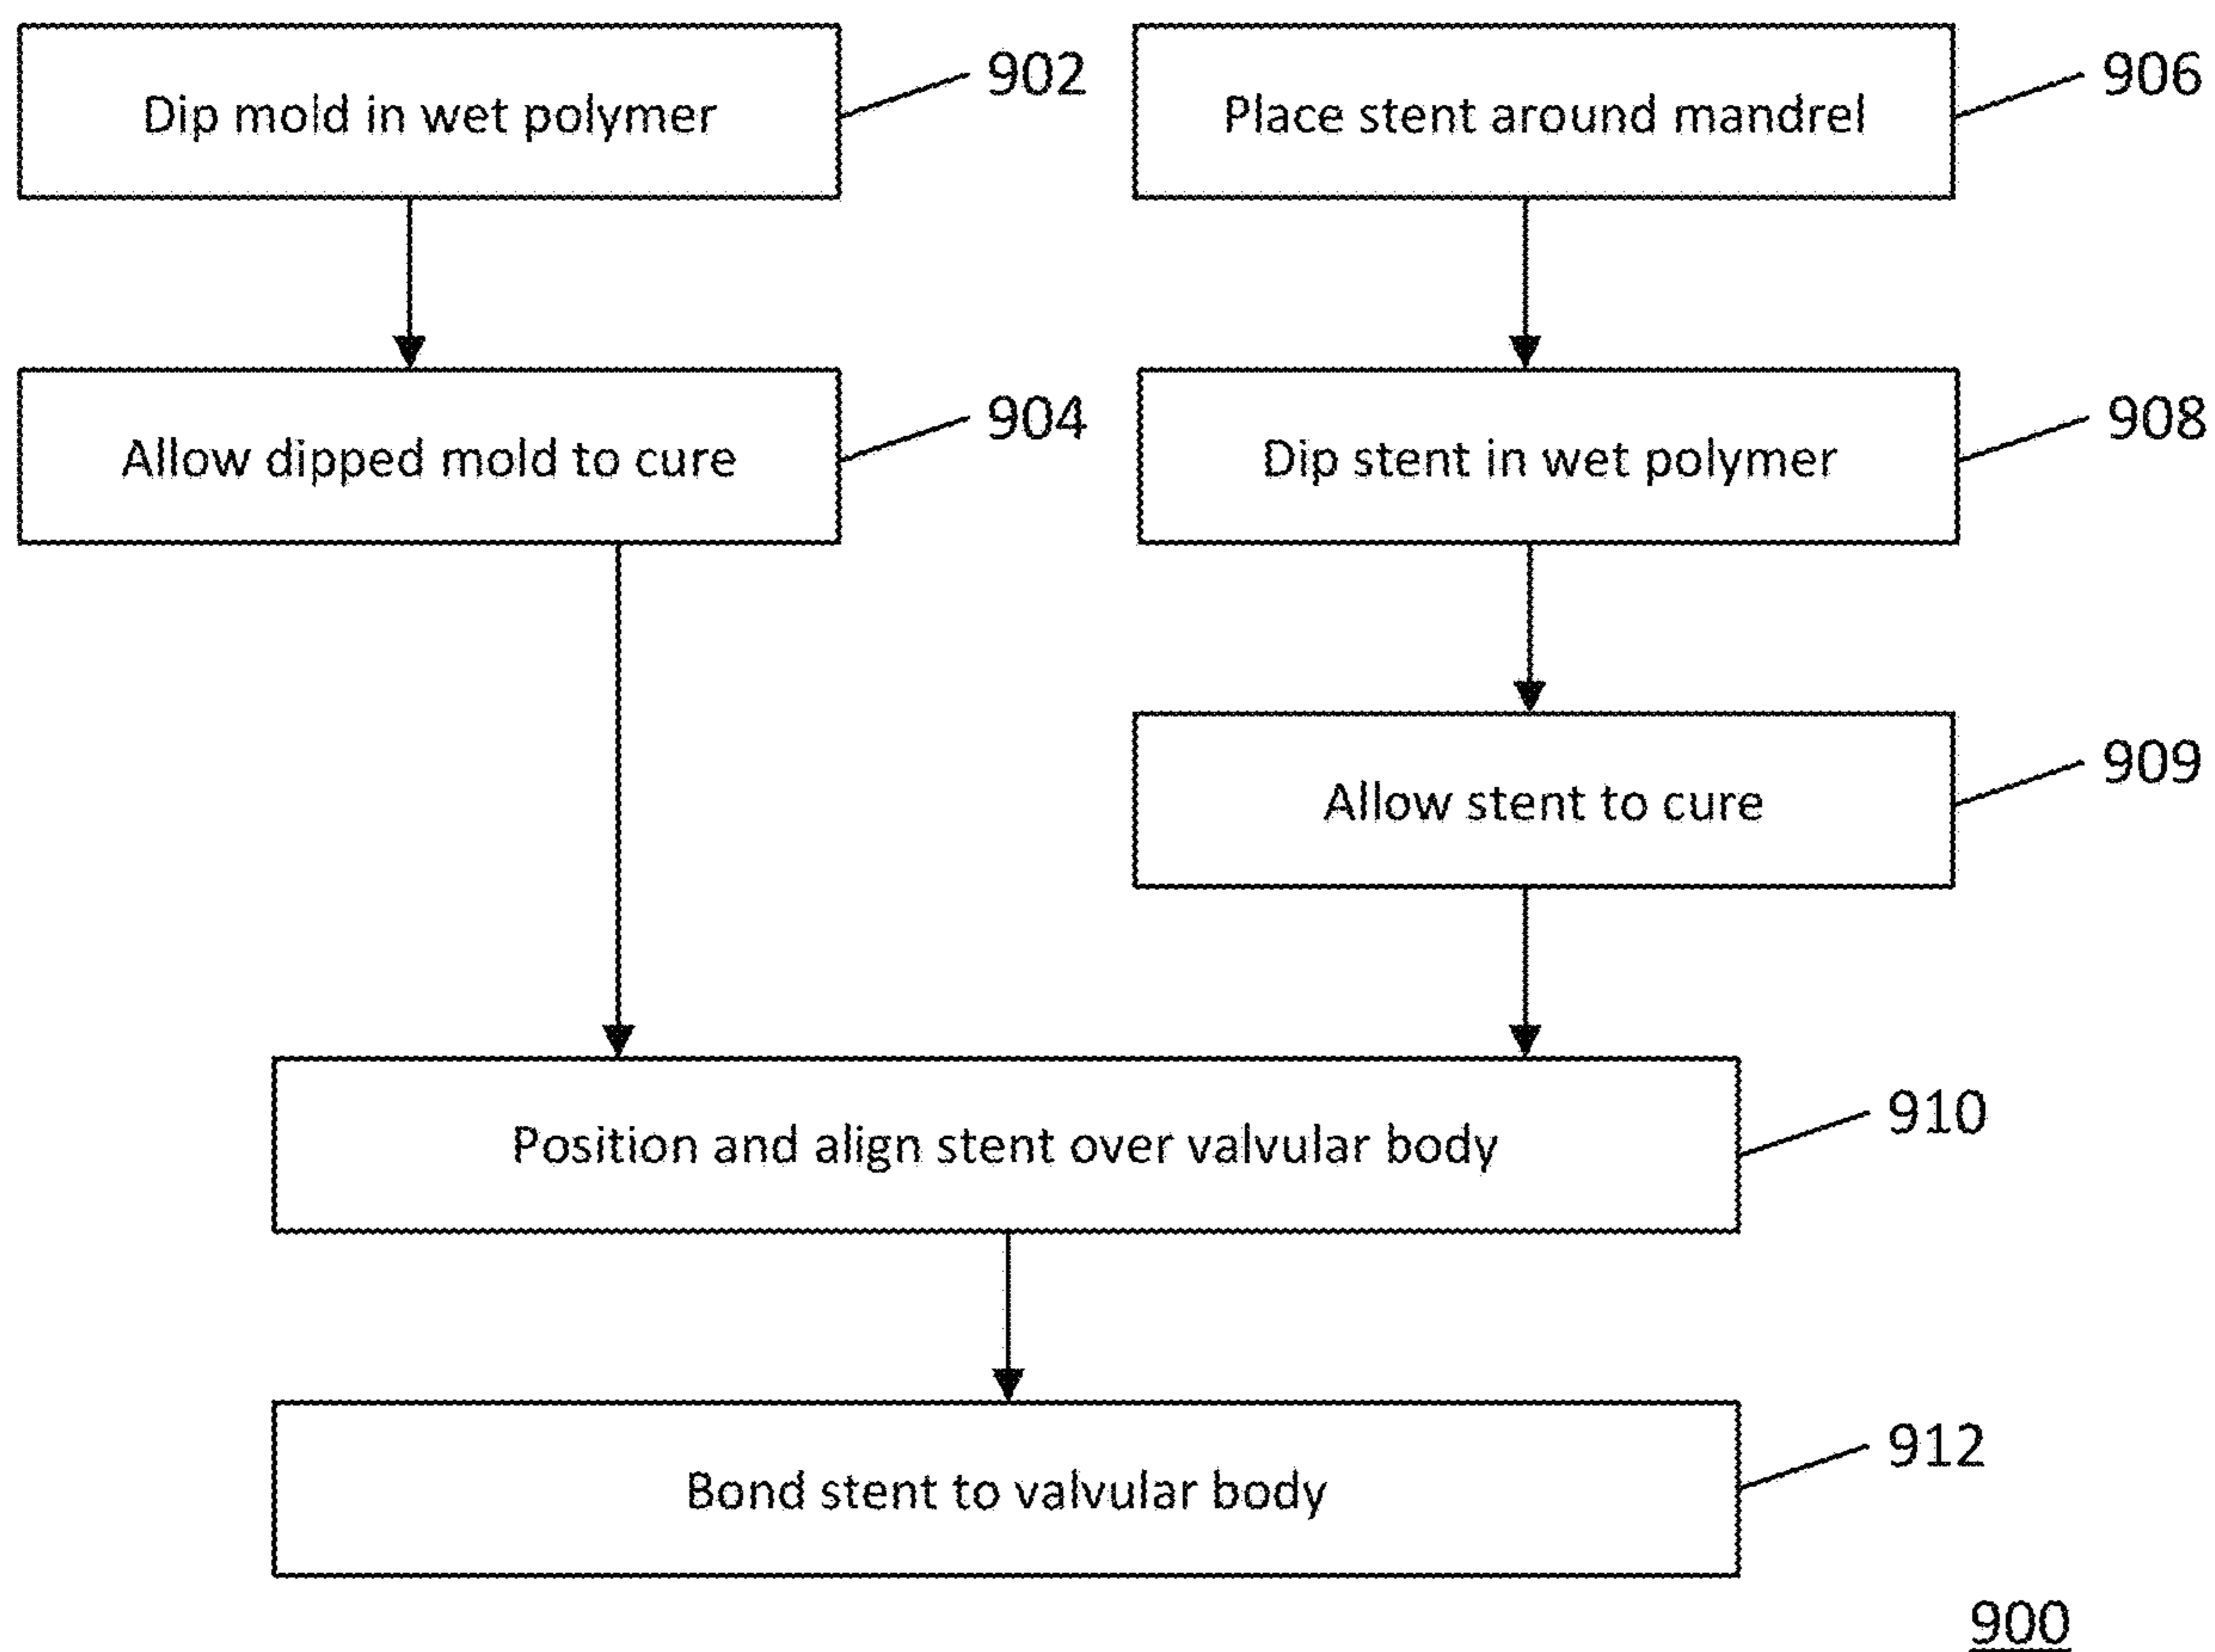 Dip mold in wet polymer
902
Place stent around mandrel
906
Allow dipped mold to cure
904
Dip stent in wet polymer
908
Allow stent to cure
909
Position and align stent over valvular body
910
Bond stent to valvular body
912
900